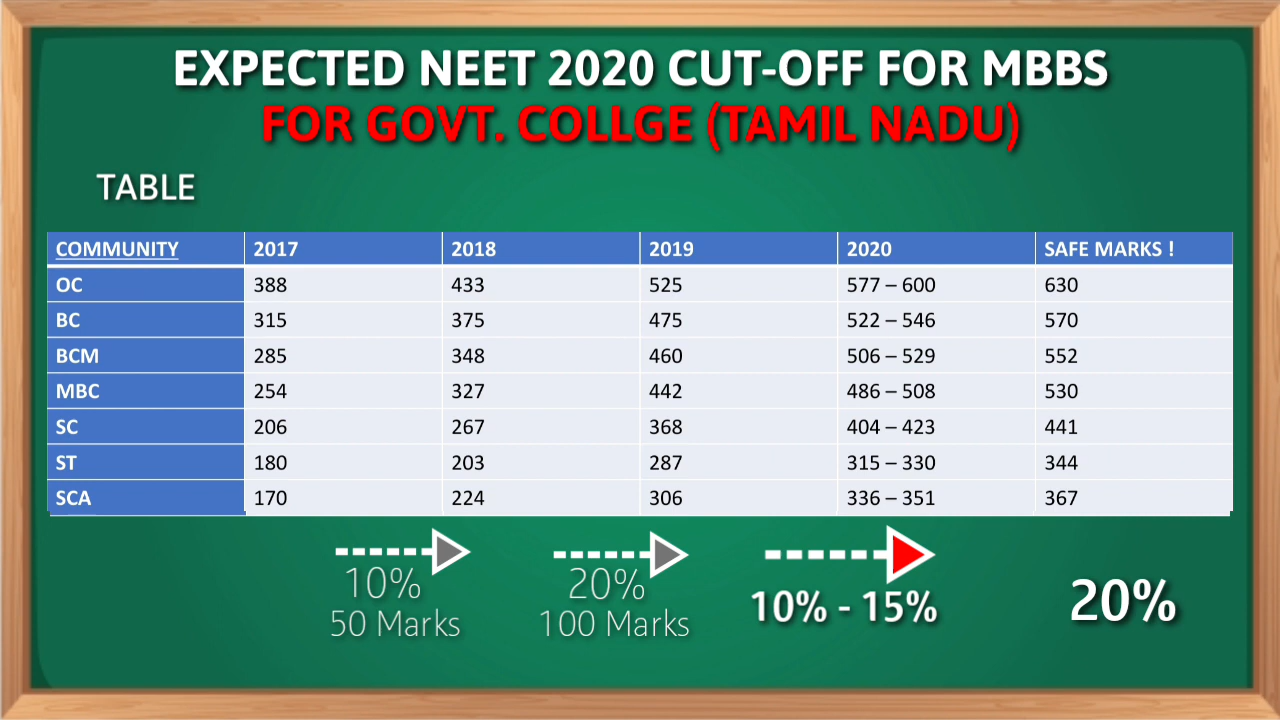 EXPECTED NEET 2020 CUT-OFF FOR MBBS
FOR GOVT. COLLGE (TAMIL NADU)
TABLE
COMMUNITY 2017 2018 2019 2020 SAFE MARKS !
OC 388 433 525 577 – 600 630
BC 315 375 475 522 – 546 570
BCM 285 348 460 506 – 529 552
MBC 254 327 442 486 – 508 530
SC 206 267 368 404 – 423 441
ST 180 203 287 315 – 330 344
SCA 170 224 306 336 – 351 367
10% 20% 10% - 15% 20%
50 Marks 100 Marks